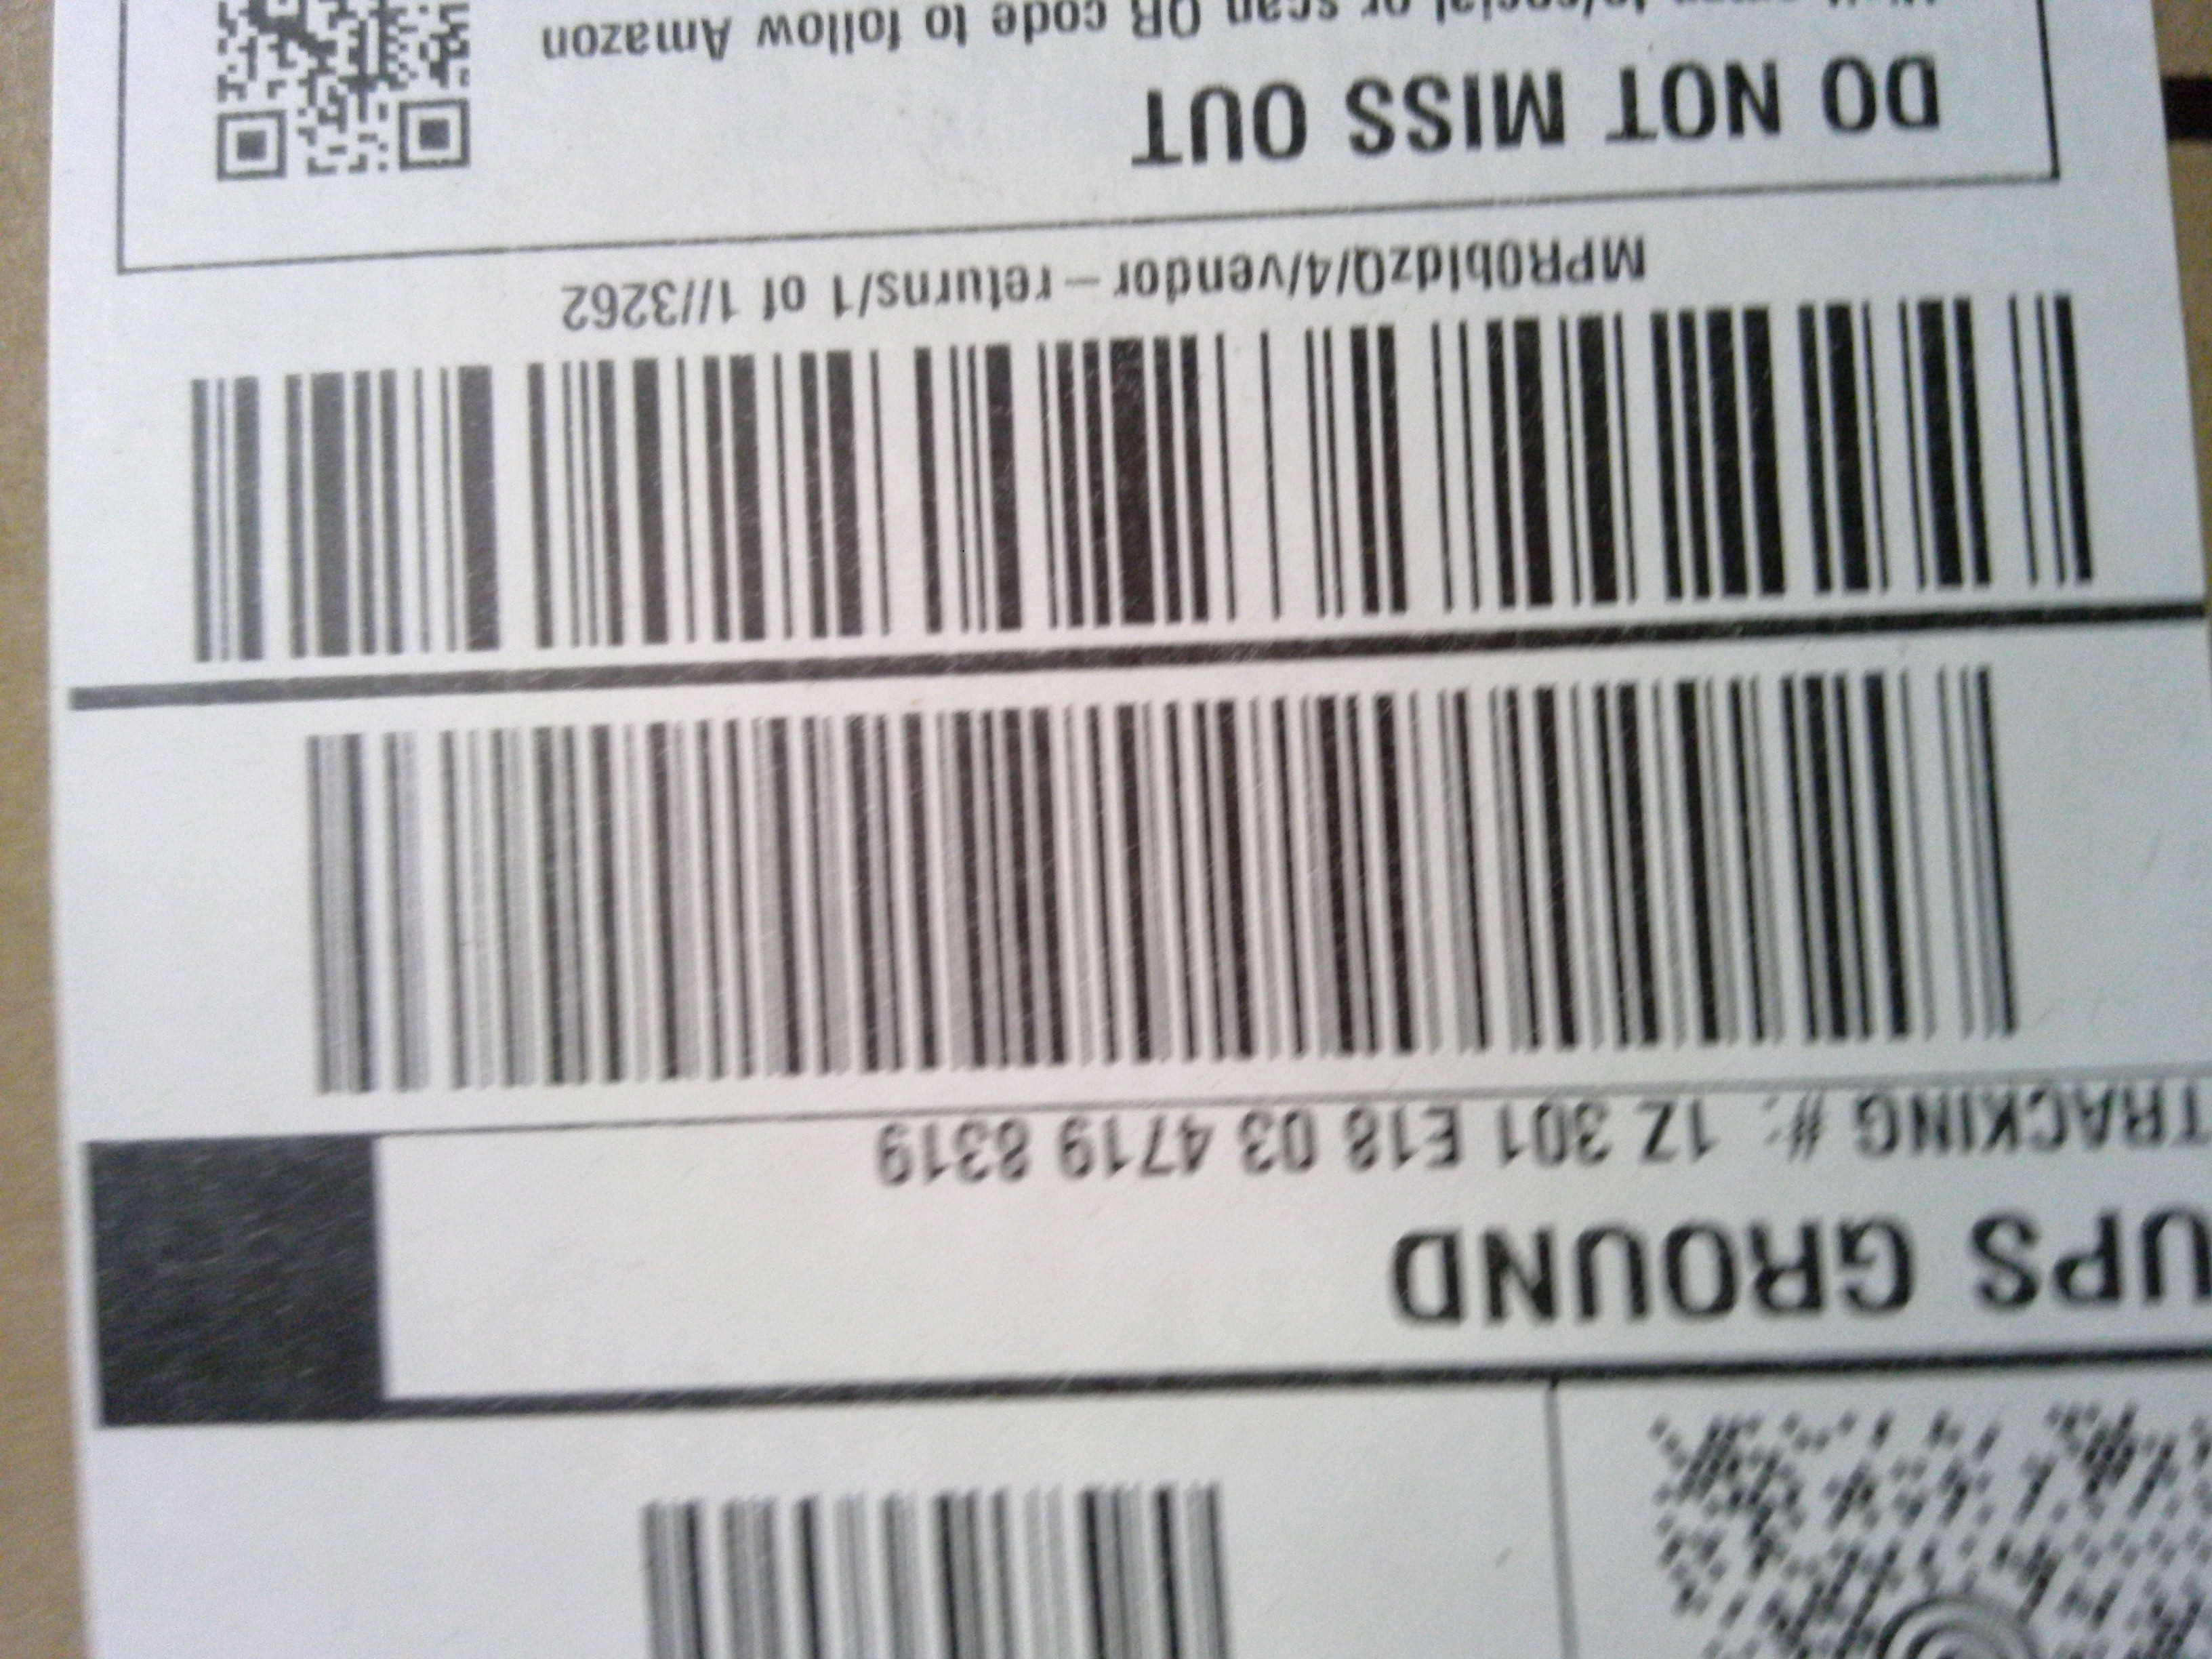 UPS GROUND
TRACKING #: 1Z 301 E18 03 4719 8319
MPR0bldzQ/4/vendor – returns/1 of 1//3262
DO NOT MISS OUT
or scan QR code to follow Amazon